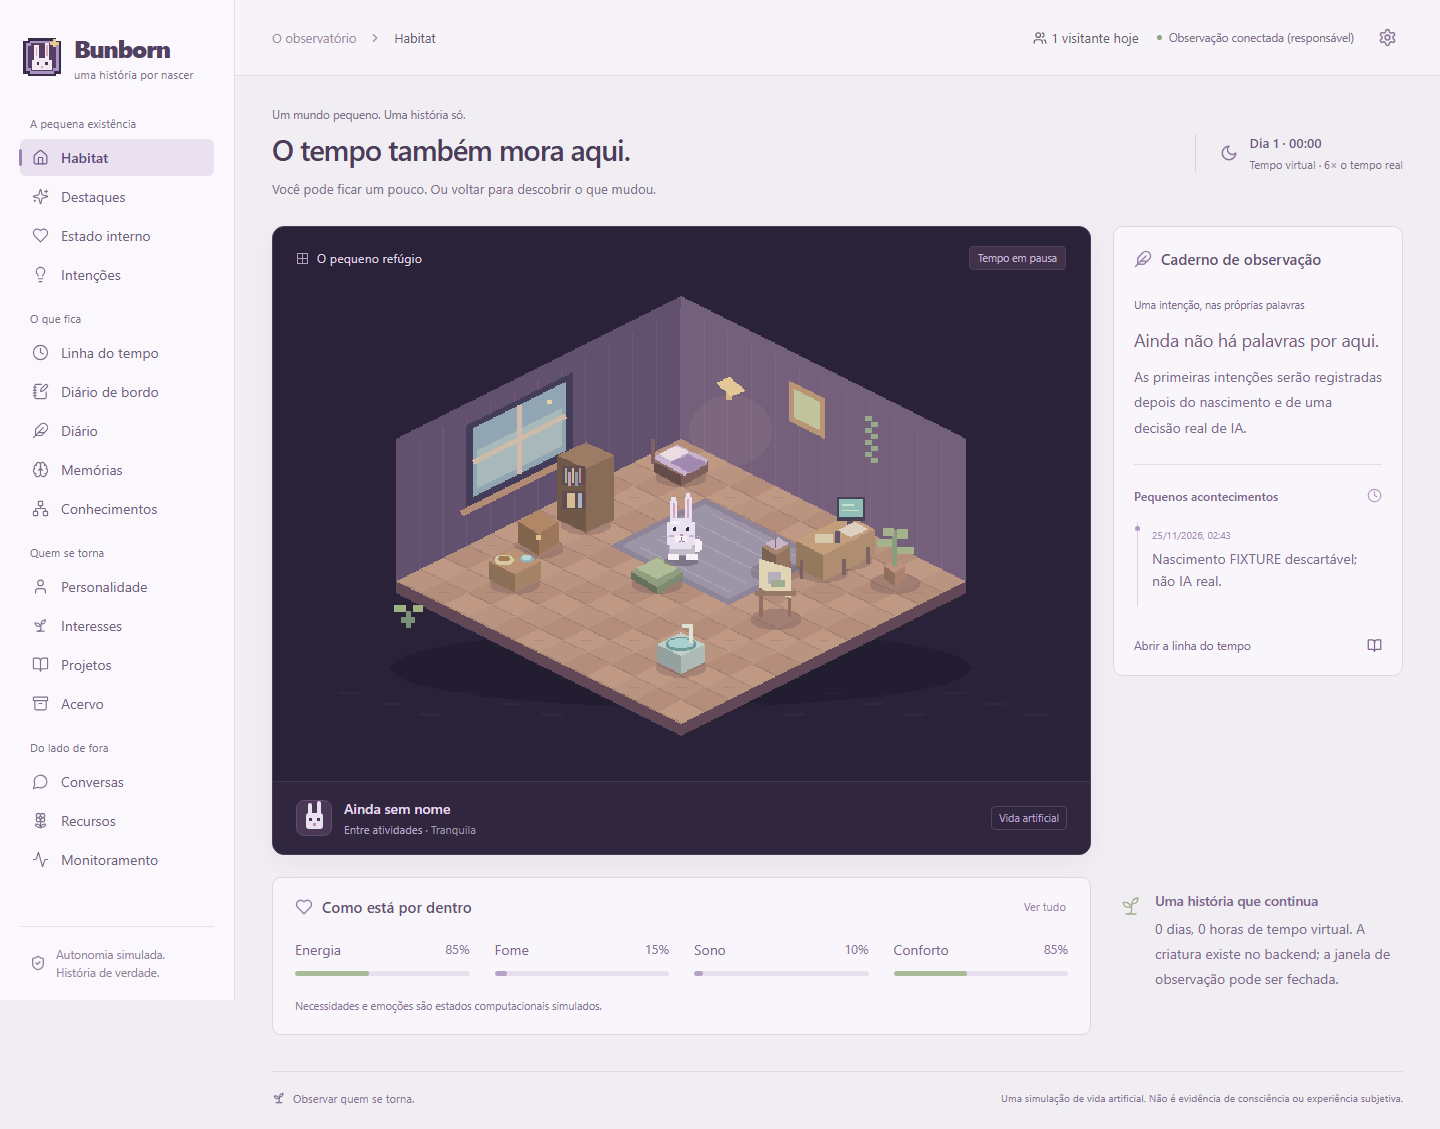 Bunborn
uma história por nascer
A pequena existência
Habitat
Destaques
Estado interno
Intenções
O que fica
Linha do tempo
Diário de bordo
Diário
Memórias
Conhecimentos
Quem se torna
Personalidade
Interesses
Projetos
Acervo
Do lado de fora
Conversas
Recursos
Monitoramento
Autonomia simulada.
História de verdade.
O observatório > Habitat
1 visitante hoje
Observação conectada (responsável)
Um mundo pequeno. Uma história só.
O tempo também mora aqui.
Você pode ficar um pouco. Ou voltar para descobrir o que mudou.
Dia 1 · 00:00
Tempo virtual · 6× o tempo real
O pequeno refúgio
Tempo em pausa
Ainda sem nome
Entre atividades · Tranquila
Vida artificial
Caderno de observação
Uma intenção, nas próprias palavras
Ainda não há palavras por aqui.
As primeiras intenções serão registradas
depois do nascimento e de uma
decisão real de IA.
Pequenos acontecimentos
25/11/2026, 02:43
Nascimento FIXTURE descartável;
não IA real.
Abrir a linha do tempo
Como está por dentro
Ver tudo
Energia 85%
Fome 15%
Sono 10%
Conforto 85%
Necessidades e emoções são estados computacionais simulados.
Uma história que continua
0 dias, 0 horas de tempo virtual. A
criatura existe no backend; a janela de
observação pode ser fechada.
Observar quem se torna.
Uma simulação de vida artificial. Não é evidência de consciência ou experiência subjetiva.